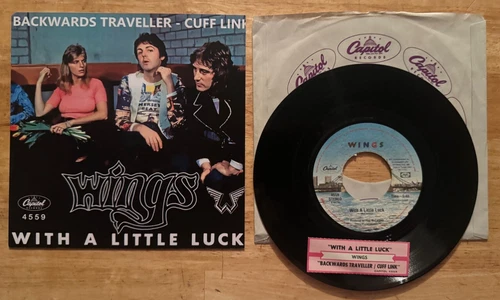 BACKWARDS TRAVELLER - CUFF LINK
wings
Capitol
4559
WITH A LITTLE LUCK
Capitol
RECORDS
WINGS
Capitol
With A Little Luck
"WITH A LITTLE LUCK"
WINGS
"BACKWARDS TRAVELLER / CUFF LINK"